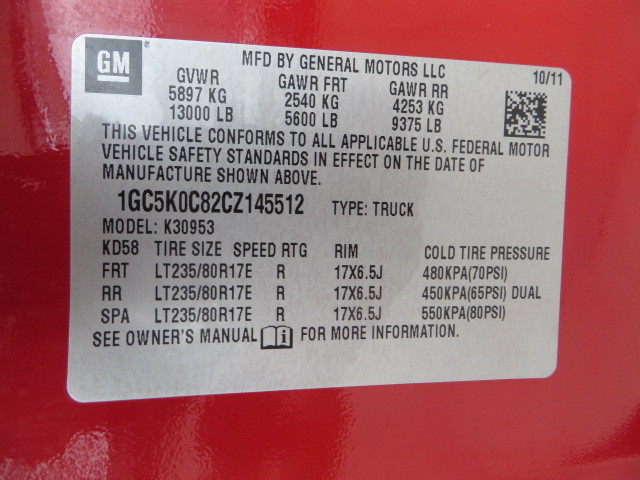 GM
MFD BY GENERAL MOTORS LLC 10/11
GVWR GAWR FRT GAWR RR
5897 KG 2540 KG 4253 KG
13000 LB 5600 LB 9375 LB
THIS VEHICLE CONFORMS TO ALL APPLICABLE U.S. FEDERAL MOTOR
VEHICLE SAFETY STANDARDS IN EFFECT ON THE DATE OF
MANUFACTURE SHOWN ABOVE.
1GC5K0C82CZ145512 TYPE: TRUCK
MODEL: K30953
KD58 TIRE SIZE SPEED RTG RIM COLD TIRE PRESSURE
FRT LT235/80R17E R 17X6.5J 480KPA(70PSI)
RR LT235/80R17E R 17X6.5J 450KPA(65PSI) DUAL
SPA LT235/80R17E R 17X6.5J 550KPA(80PSI)
SEE OWNER'S MANUAL i FOR MORE INFORMATION.